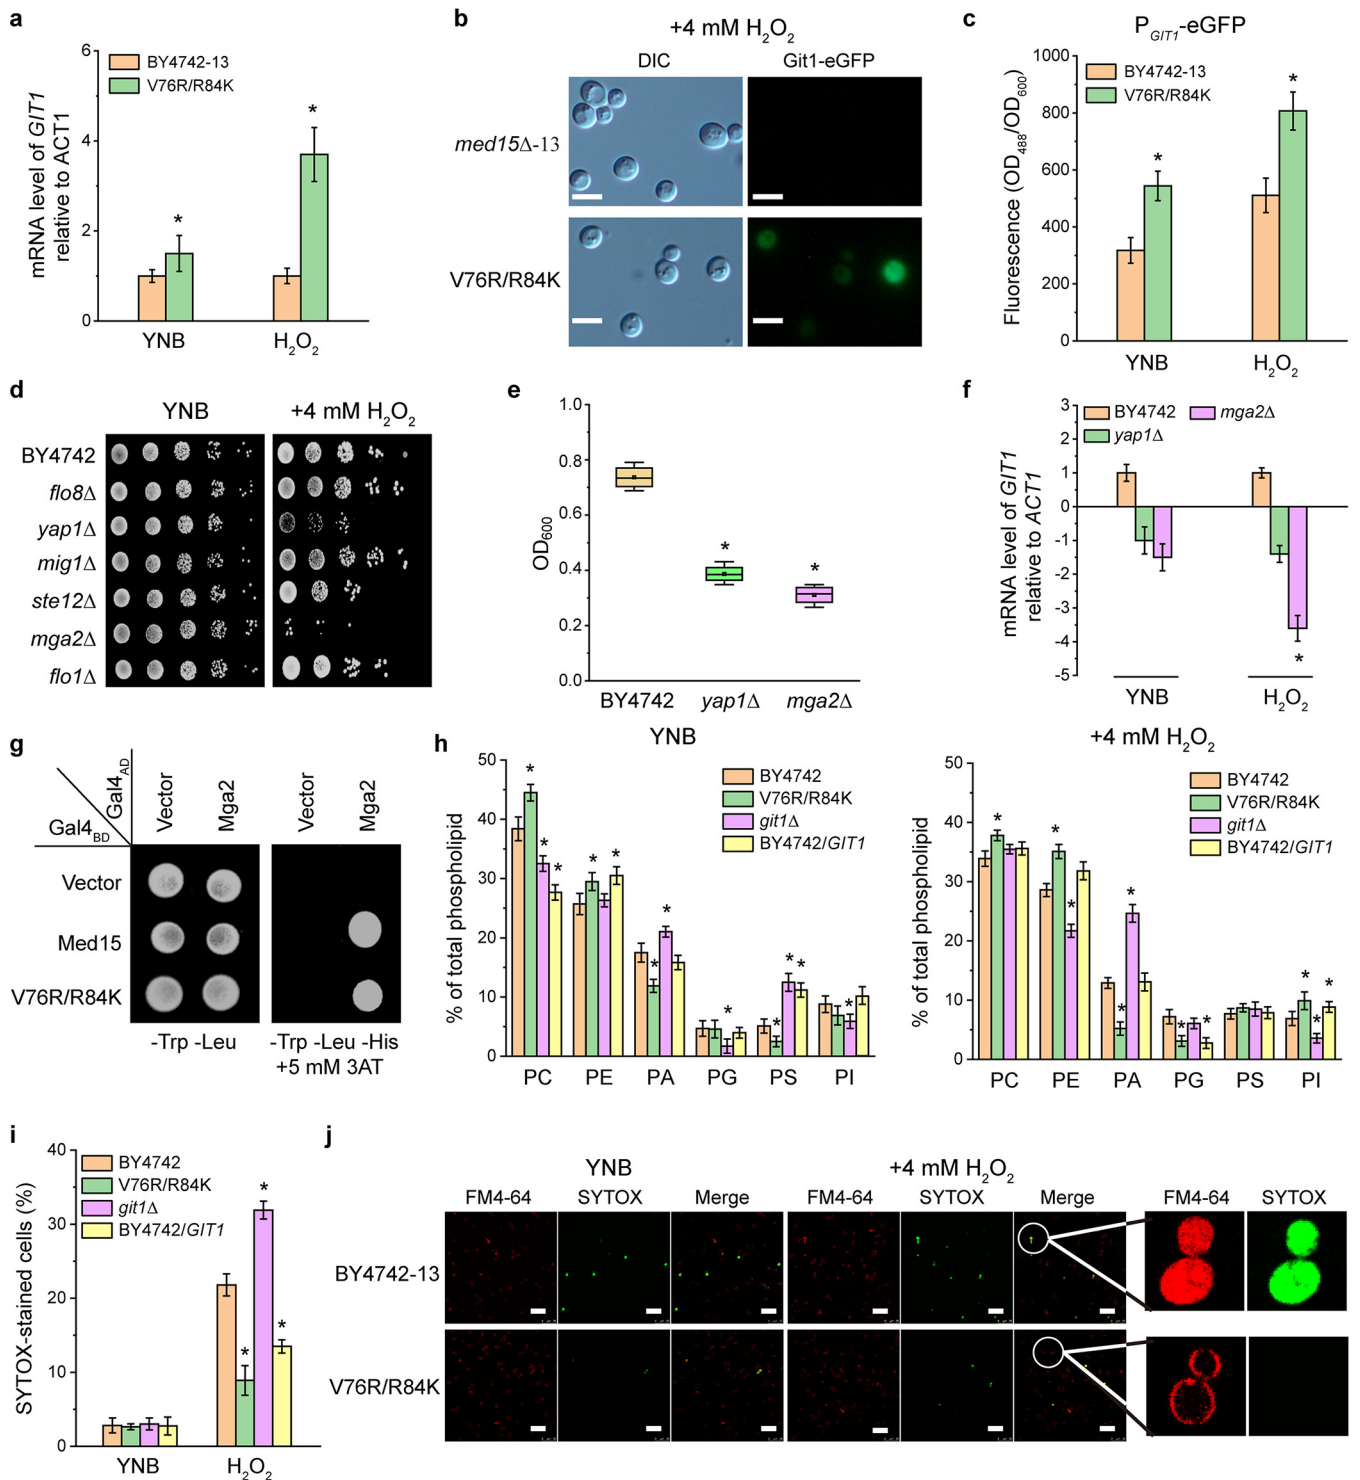 a
6
4
2
0
mRNA level of GIT1
relative to ACT1
BY4742-13
V76R/R84K
*
*
YNB
H2O2
b
+4 mM H2O2
DIC
Git1-eGFP
med15Δ-13
V76R/R84K
c
PGIT1-eGFP
1000
800
600
400
200
0
Fluorescence (OD488/OD600)
BY4742-13
V76R/R84K
*
*
YNB
H2O2
d
YNB
+4 mM H2O2
BY4742
flo8Δ
yap1Δ
mig1Δ
ste12Δ
mga2Δ
flo1Δ
e
1.0
0.8
0.6
0.4
0.2
0.0
OD600
*
*
BY4742
yap1Δ
mga2Δ
f
3
2
1
0
-1
-2
-3
-4
-5
mRNA level of GIT1
relative to ACT1
BY4742
mga2Δ
yap1Δ
*
YNB
H2O2
g
Gal4AD
Gal4BD
Vector
Mga2
Vector
Mga2
Vector
Med15
V76R/R84K
-Trp -Leu
-Trp -Leu -His
+5 mM 3AT
h
YNB
50
40
30
20
10
0
% of total phospholipid
BY4742
V76R/R84K
git1Δ
BY4742/GIT1
* * * * * * * * * * * *
PC PE PA PG PS PI
+4 mM H2O2
50
40
30
20
10
0
% of total phospholipid
BY4742
V76R/R84K
git1Δ
BY4742/GIT1
* * * * * * * * * *
PC PE PA PG PS PI
i
40
30
20
10
0
SYTOX-stained cells (%)
BY4742
V76R/R84K
git1Δ
BY4742/GIT1
*
*
*
YNB
H2O2
j
YNB
+4 mM H2O2
FM4-64 SYTOX Merge FM4-64 SYTOX Merge FM4-64 SYTOX
BY4742-13
V76R/R84K